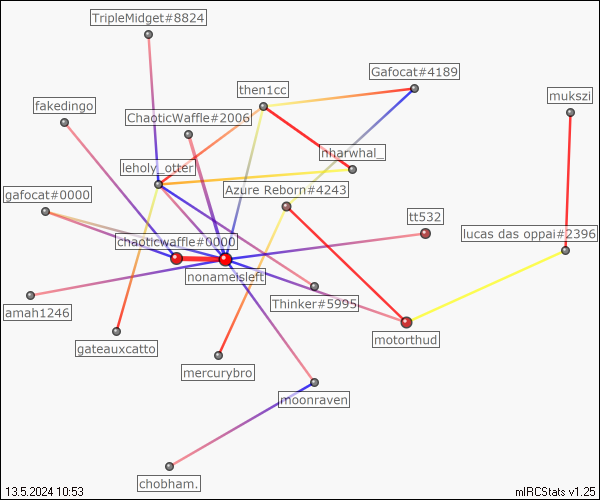 TripleMidget#8824
Gafocat#4189
then1cc
mukszi
fakedingo
ChaoticWaffle#2006
nharwhal_
leholy_otter
Azure Reborn#4243
gafocat#0000
tt532
lucas das oppai#2396
chaoticwaffle#0000
nonameisleft
Thinker#5995
amah1246
motorthud
gateauxcatto
mercurybro
moonraven
chobham.
13.5.2024 10:53
mIRCStats v1.25